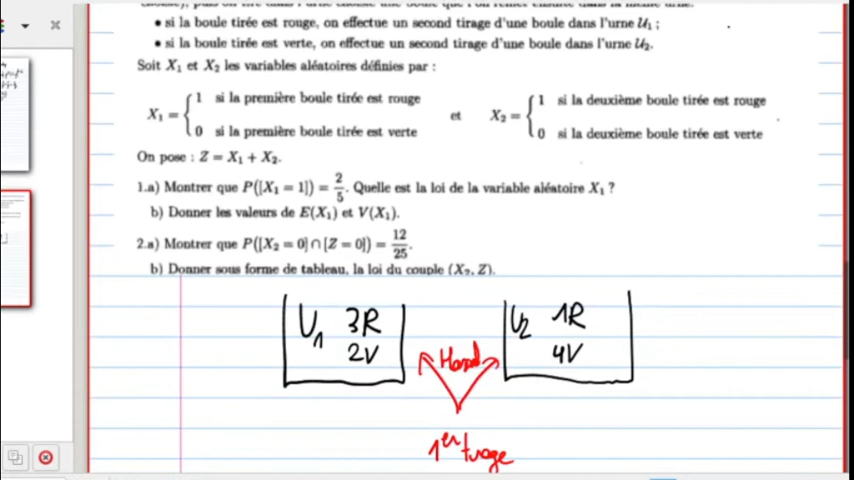 • si la boule tirée est rouge, on effectue un second tirage d'une boule dans l'urne 𝒰₁ ;
• si la boule tirée est verte, on effectue un second tirage d'une boule dans l'urne 𝒰₂.
Soit X₁ et X₂ les variables aléatoires définies par :
X₁ = { 1 si la première boule tirée est rouge
0 si la première boule tirée est verte
et X₂ = { 1 si la deuxième boule tirée est rouge
0 si la deuxième boule tirée est verte
On pose : Z = X₁ + X₂.
1.a) Montrer que P([X₁ = 1]) = 2/5. Quelle est la loi de la variable aléatoire X₁ ?
b) Donner les valeurs de E(X₁) et V(X₁).
2.a) Montrer que P([X₂ = 0] ∩ [Z = 0]) = 12/25.
b) Donner sous forme de tableau, la loi du couple (X₂, Z).
U₁ 3R
2V
U₂ 1R
4V
1er tirage